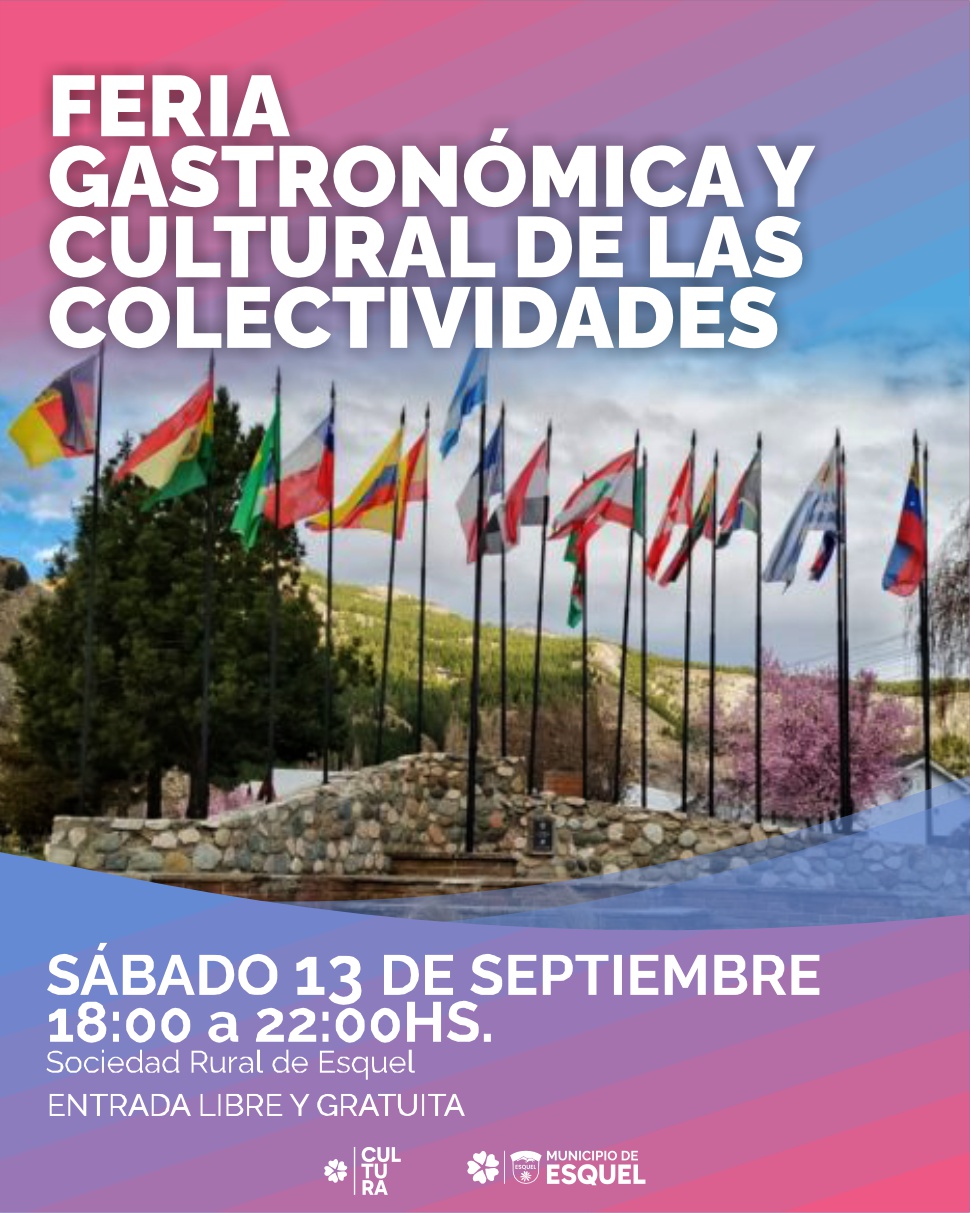 FERIA
GASTRONÓMICA Y
CULTURAL DE LAS
COLECTIVIDADES
SÁBADO 13 DE SEPTIEMBRE
18:00 a 22:00HS.
Sociedad Rural de Esquel
ENTRADA LIBRE Y GRATUITA
CUL
TU
RA
ESQUEL
MUNICIPIO DE
ESQUEL